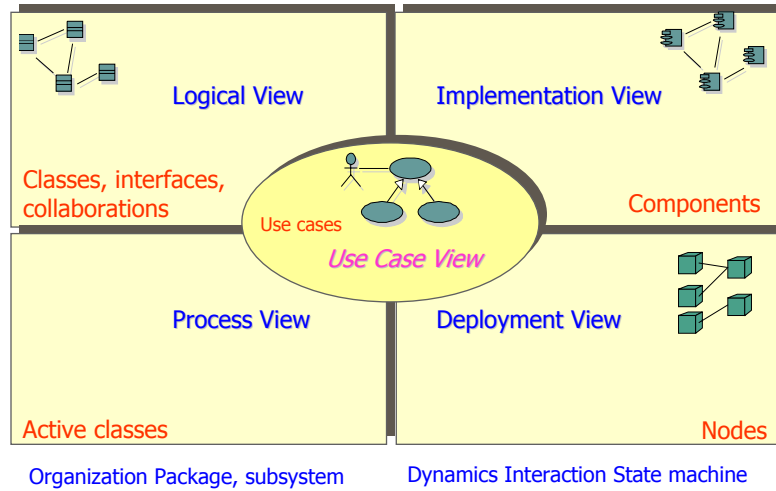 Logical View
Implementation View
Classes, interfaces,
collaborations
Components
Use cases
Use Case View
Process View
Deployment View
Active classes
Nodes
Organization Package, subsystem
Dynamics Interaction State machine